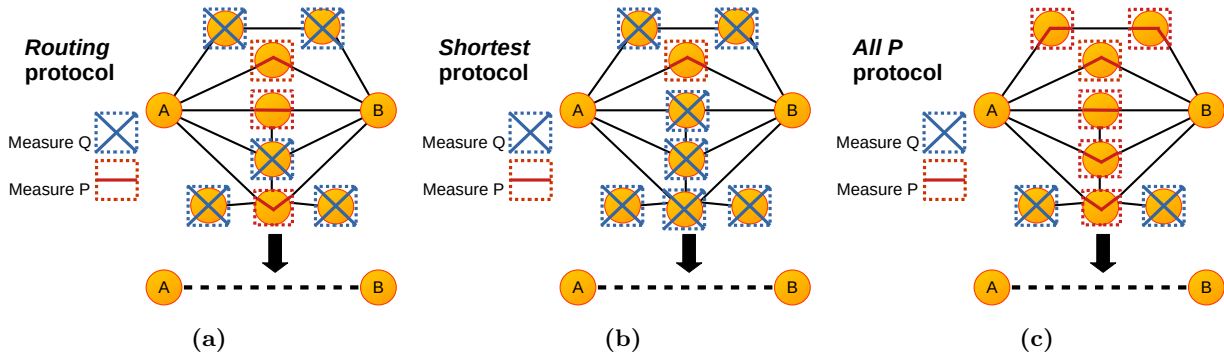 Routing
protocol
A
B
Measure Q
Measure P
A
B
(a)
Shortest
protocol
A
B
Measure Q
Measure P
A
B
(b)
All P
protocol
A
B
Measure Q
Measure P
A
B
(c)